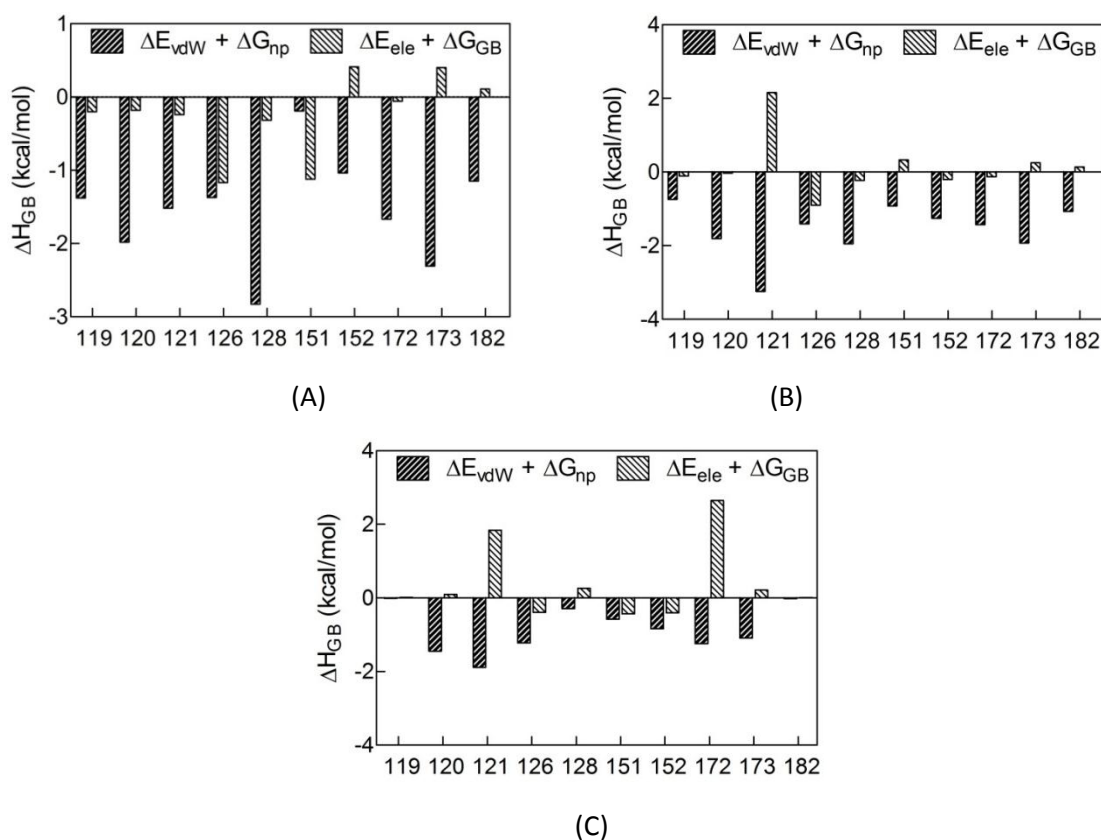 ΔE_vdW + ΔG_np ΔE_ele + ΔG_GB
ΔH_GB (kcal/mol)
1
0
-1
-2
-3
119 120 121 126 128 151 152 172 173 182
(A)
ΔE_vdW + ΔG_np ΔE_ele + ΔG_GB
ΔH_GB (kcal/mol)
4
2
0
-2
-4
119 120 121 126 128 151 152 172 173 182
(B)
ΔE_vdW + ΔG_np ΔE_ele + ΔG_GB
ΔH_GB (kcal/mol)
4
2
0
-2
-4
119 120 121 126 128 151 152 172 173 182
(C)